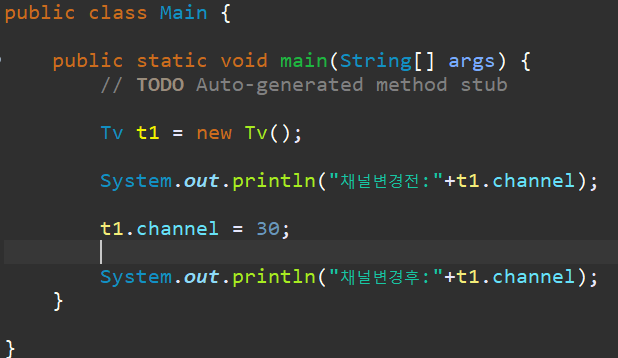 public class Main {
public static void main(String[] args) {
// TODO Auto-generated method stub
Tv t1 = new Tv();
System.out.println("채널변경전:"+t1.channel);
t1.channel = 30;
System.out.println("채널변경후:"+t1.channel);
}
}